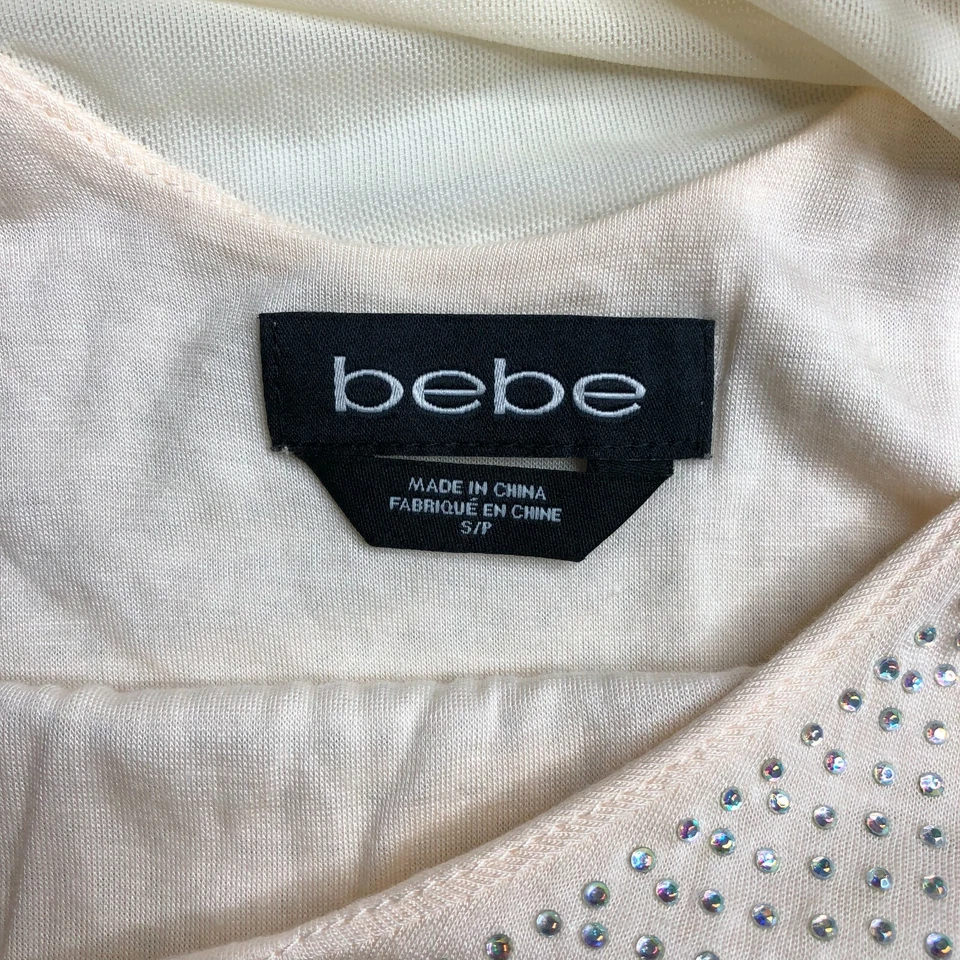 bebe
MADE IN CHINA
FABRIQUÉ EN CHINE
S/P